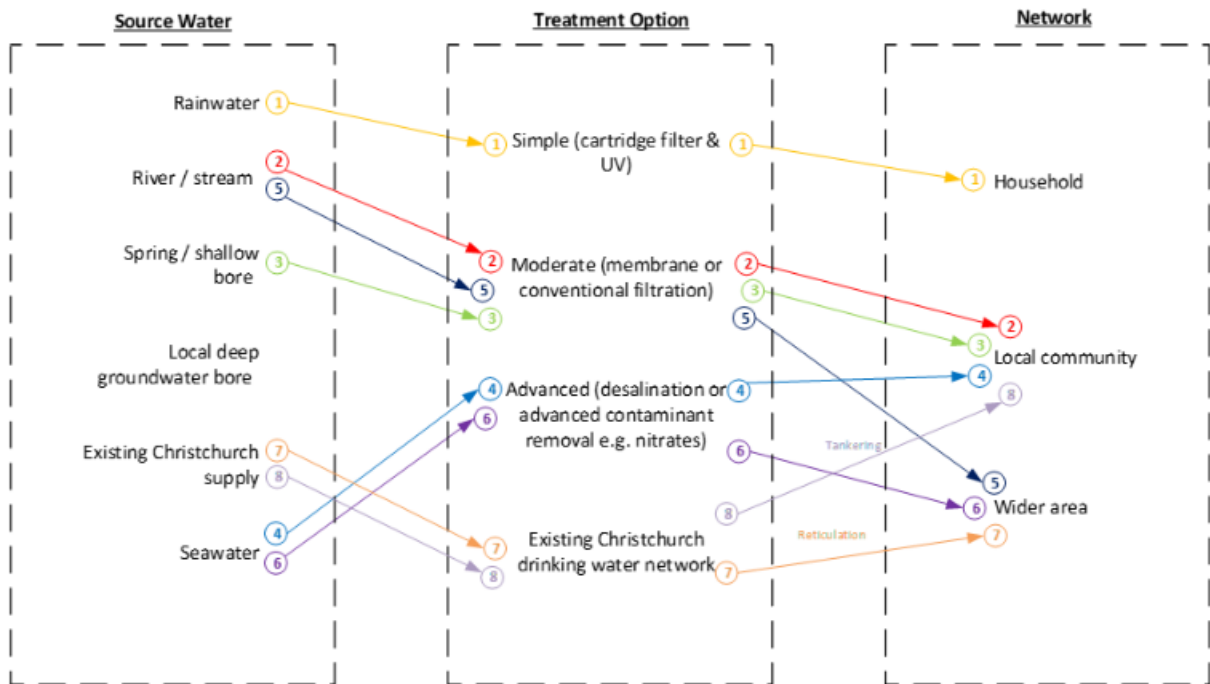 Source Water
Treatment Option
Network
Rainwater 1
1 Simple (cartridge filter & 1
UV)
1 Household
2
River / stream
5
Spring / shallow 3
bore
2 Moderate (membrane or 2
5 conventional filtration) 3
3
5
2
3
Local community
4
8
Local deep
groundwater bore
4 Advanced (desalination or 4
6 advanced contaminant
removal e.g. nitrates) 6
Tankering
Existing Christchurch 7
supply 8
5
6 Wider area
7
8
Reticulation
4
Seawater
6
7 Existing Christchurch
8 drinking water network 7